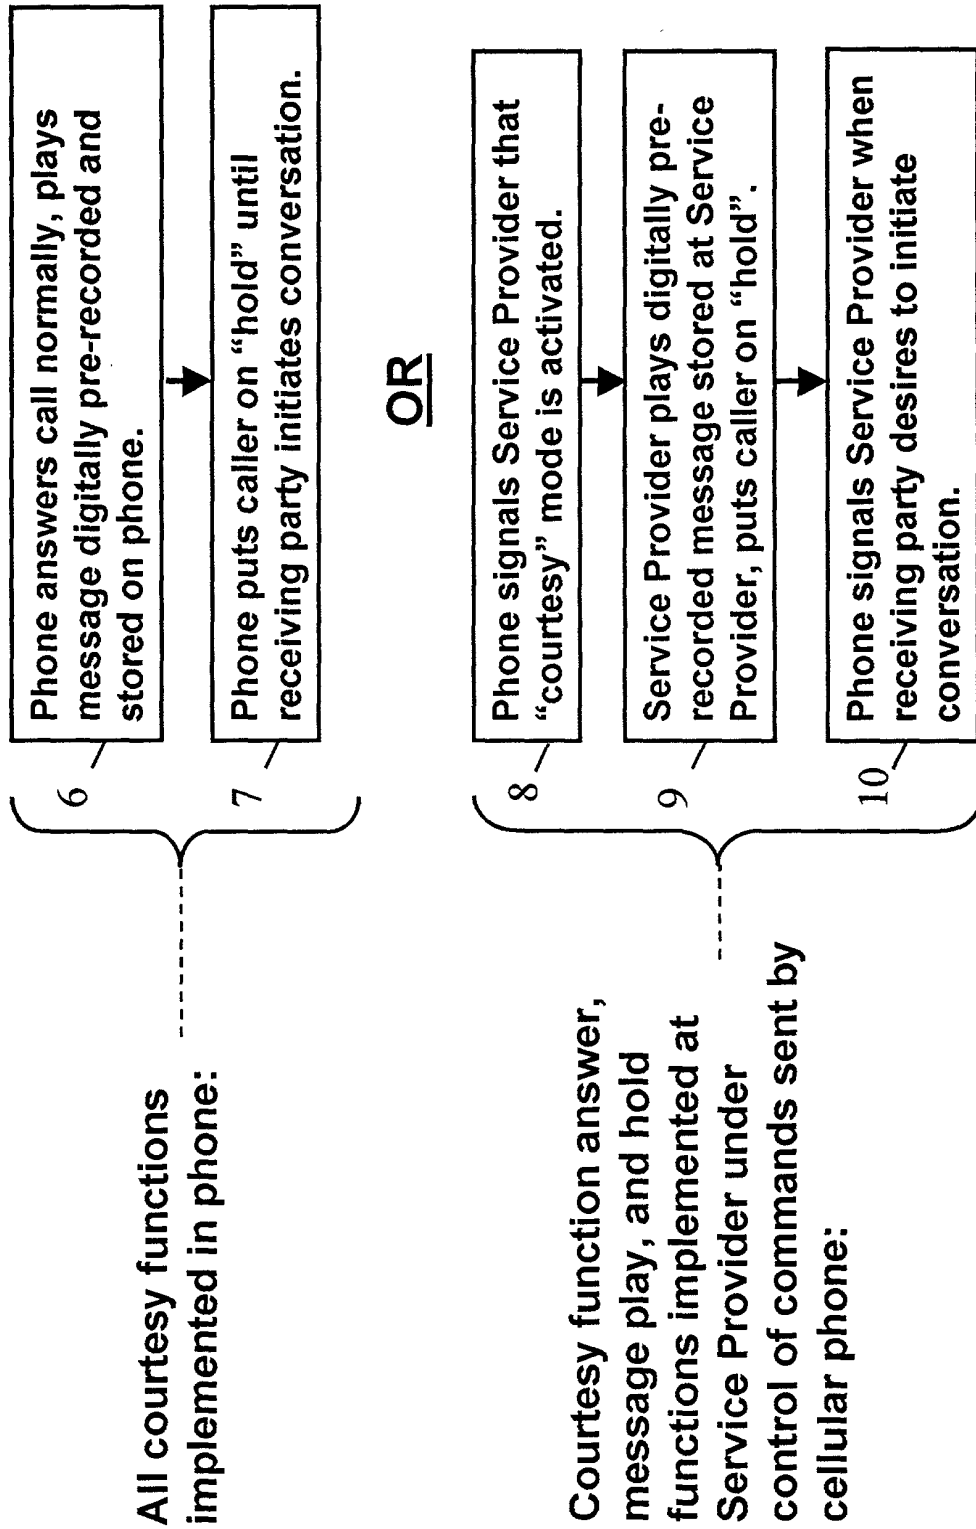 All courtesy functions
implemented in phone:
6
Phone answers call normally, plays
message digitally pre-recorded and
stored on phone.
7
Phone puts caller on “hold” until
receiving party initiates conversation.
OR
Courtesy function answer,
message play, and hold
functions implemented at
Service Provider under
control of commands sent by
cellular phone:
8
Phone signals Service Provider that
“courtesy” mode is activated.
9
Service Provider plays digitally pre-
recorded message stored at Service
Provider, puts caller on “hold”.
10
Phone signals Service Provider when
receiving party desires to initiate
conversation.